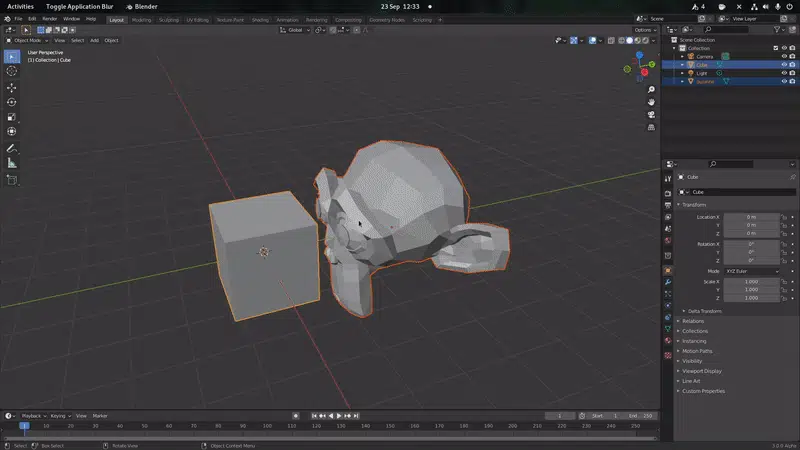 Activities
Toggle Application Blur
Blender
23 Sep 12:33
4
File
Edit
Render
Window
Help
Layout
Modeling
Sculpting
UV Editing
Texture Paint
Shading
Animation
Rendering
Compositing
Geometry Nodes
Scripting
Scene
View Layer
Global
Options
Object Mode
View
Select
Add
Object
User Perspective
(1) Collection | Cube
Scene Collection
Collection
Camera
Cube
Light
Suzanne
Cube
Cube
Transform
Location X 0 m
Y 0 m
Z 0 m
Rotation X 0°
Y 0°
Z 0°
Mode XYZ Euler
Scale X 1.000
Y 1.000
Z 1.000
Delta Transform
Relations
Collections
Instancing
Motion Paths
Visibility
Viewport Display
Line Art
Custom Properties
Playback
Keying
View
Marker
1
Start 1
End 250
1 10 20 30 40 50 60 70 80 90 100 110 120 130 140 150 160 170 180 190 200 210 220 230 240 250
Select
Box Select
Rotate View
Object Context Menu
3.0.0 Alpha